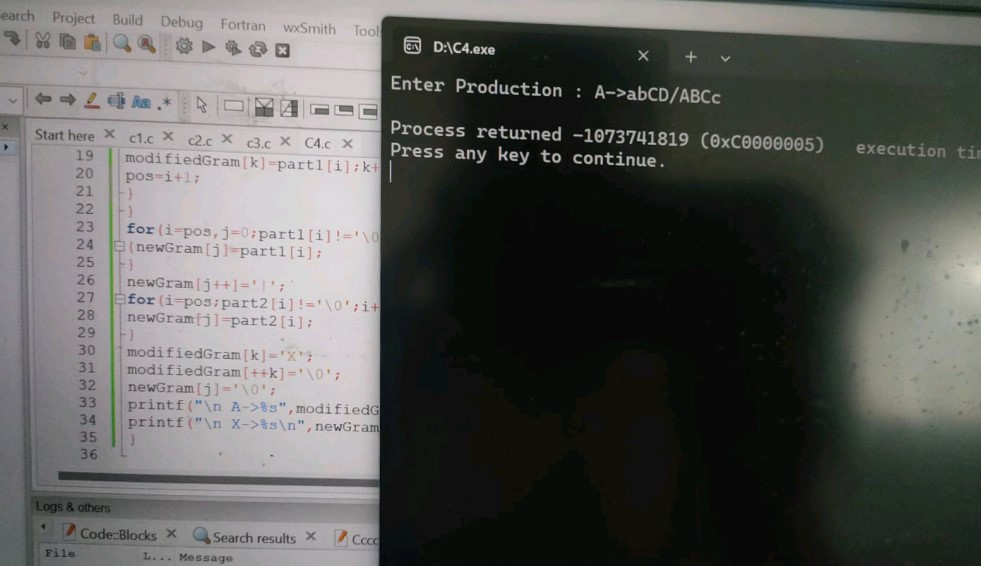 earch Project Build Debug Fortran wxSmith Tool
Aa .*
Start here c1.c c2.c c3.c C4.c
19 modifiedGram[k]=part1[i];k+
20 pos=i+1;
21 }
22 }
23 for(i=pos,j=0;part1[i]!='\0
24 {newGram[j]=part1[i];
25 }
26 newGram[j++]='|';
27 for(i=pos;part2[i]!='\0';i+
28 newGram[j]=part2[i];
29 }
30 modifiedGram[k]='X';
31 modifiedGram[++k]='\0';
32 newGram[j]='\0';
33 printf("\n A->%s",modifiedG
34 printf("\n X->%s\n",newGram
35 }
36
Logs & others
Code::Blocks Search results Cccc
File L... Message
C:\ D:\C4.exe
Enter Production : A->abCD/ABCc
Process returned -1073741819 (0xC0000005) execution ti
Press any key to continue.